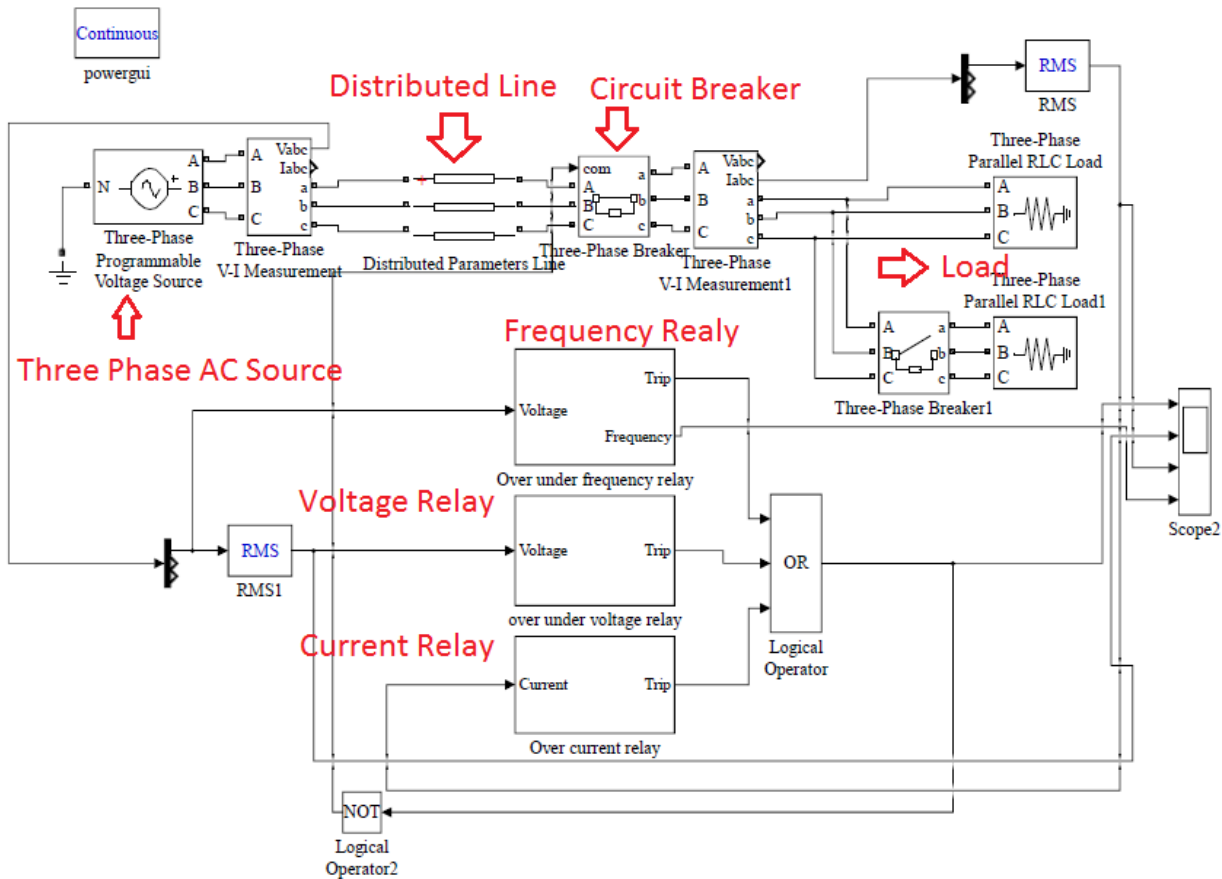 Continuous
powergui
Distributed Line
Circuit Breaker
RMS
RMS
Three-Phase
Parallel RLC Load
N
A
B
C
Three-Phase
Programmable
Voltage Source
A
B
C
Vabc
Iabc
a
b
c
Three-Phase
V-I Measurement
Distributed Parameters Line
com
A
B
C
a
b
c
Three-Phase Breaker
A
B
C
Vabc
Iabc
a
b
c
Three-Phase
V-I Measurement1
A
B
C
Load
Three-Phase
Parallel RLC Load1
Three Phase AC Source
A
B
C
a
b
c
Three-Phase Breaker1
A
B
C
Frequency Realy
Voltage
Trip
Frequency
Over under frequency relay
Scope2
Voltage Relay
RMS
RMS1
Voltage
Trip
over under voltage relay
OR
Logical
Operator
Current Relay
Current
Trip
Over current relay
NOT
Logical
Operator2